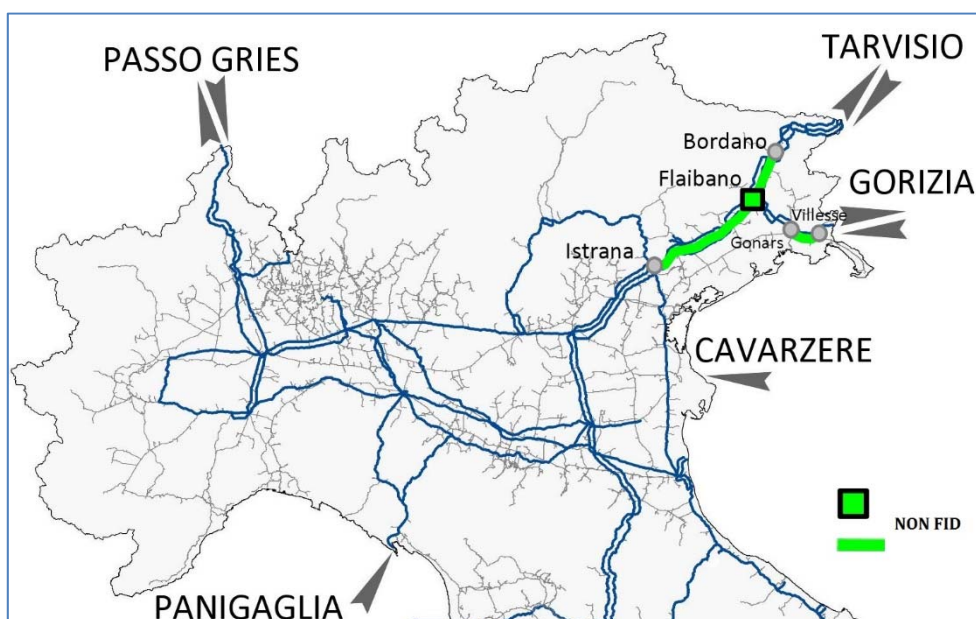 PASSO GRIES
TARVISIO
Bordano
Flaibano
GORIZIA
Villesse
Gonars
Istrana
CAVARZERE
NON FID
PANIGAGLIA